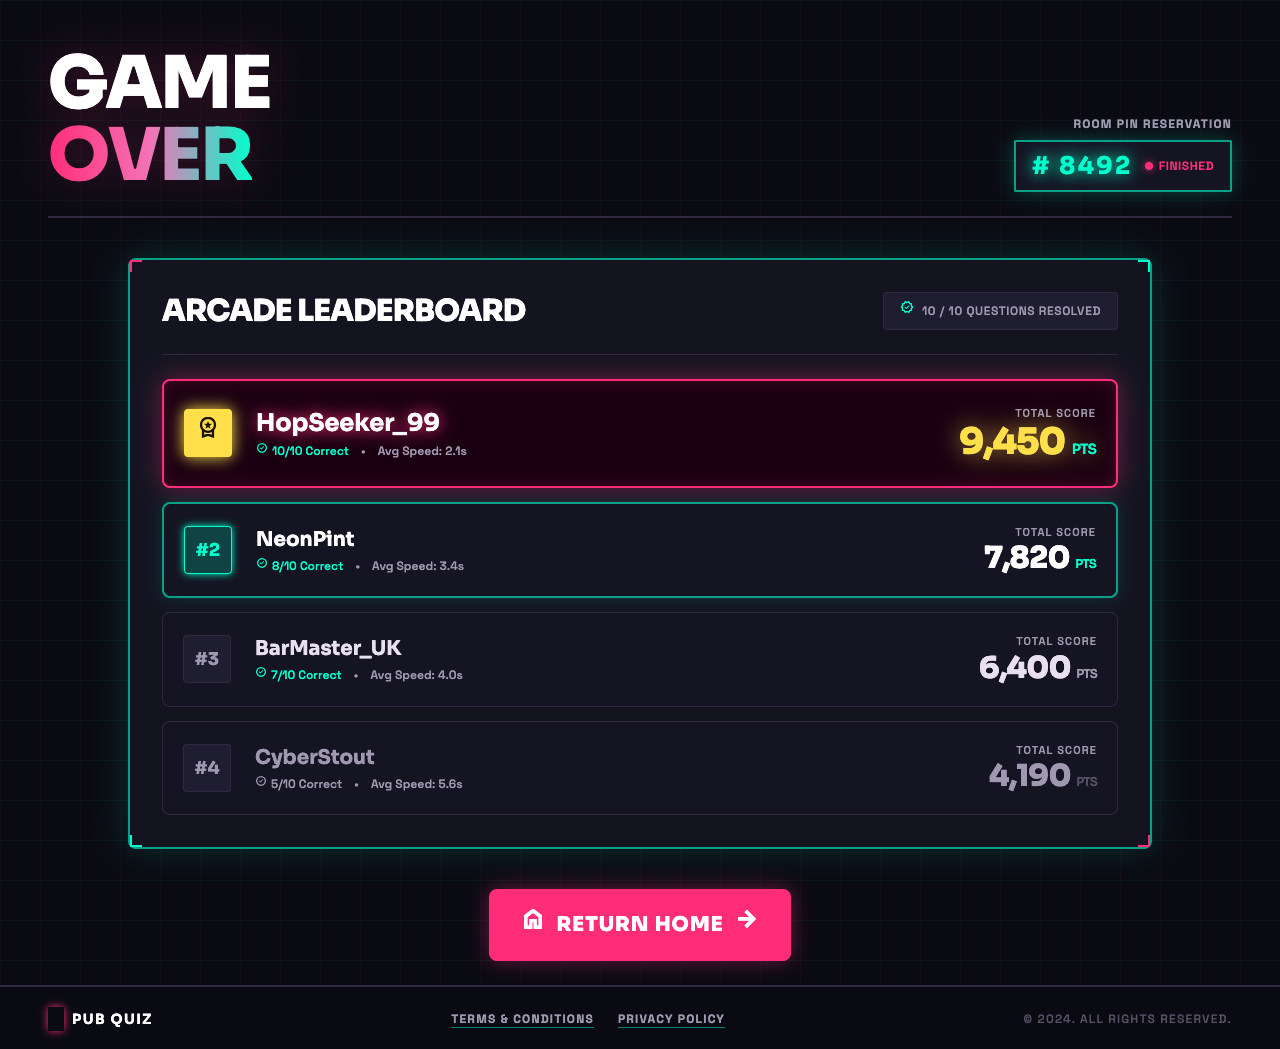 GAME
OVER
ROOM PIN RESERVATION
# 8492 FINISHED
ARCADE LEADERBOARD
10 / 10 QUESTIONS RESOLVED
HopSeeker_99
10/10 Correct • Avg Speed: 2.1s
TOTAL SCORE
9,450 PTS
#2
NeonPint
8/10 Correct • Avg Speed: 3.4s
TOTAL SCORE
7,820 PTS
#3
BarMaster_UK
7/10 Correct • Avg Speed: 4.0s
TOTAL SCORE
6,400 PTS
#4
CyberStout
5/10 Correct • Avg Speed: 5.6s
TOTAL SCORE
4,190 PTS
RETURN HOME
PUB QUIZ
TERMS & CONDITIONS
PRIVACY POLICY
© 2024. ALL RIGHTS RESERVED.